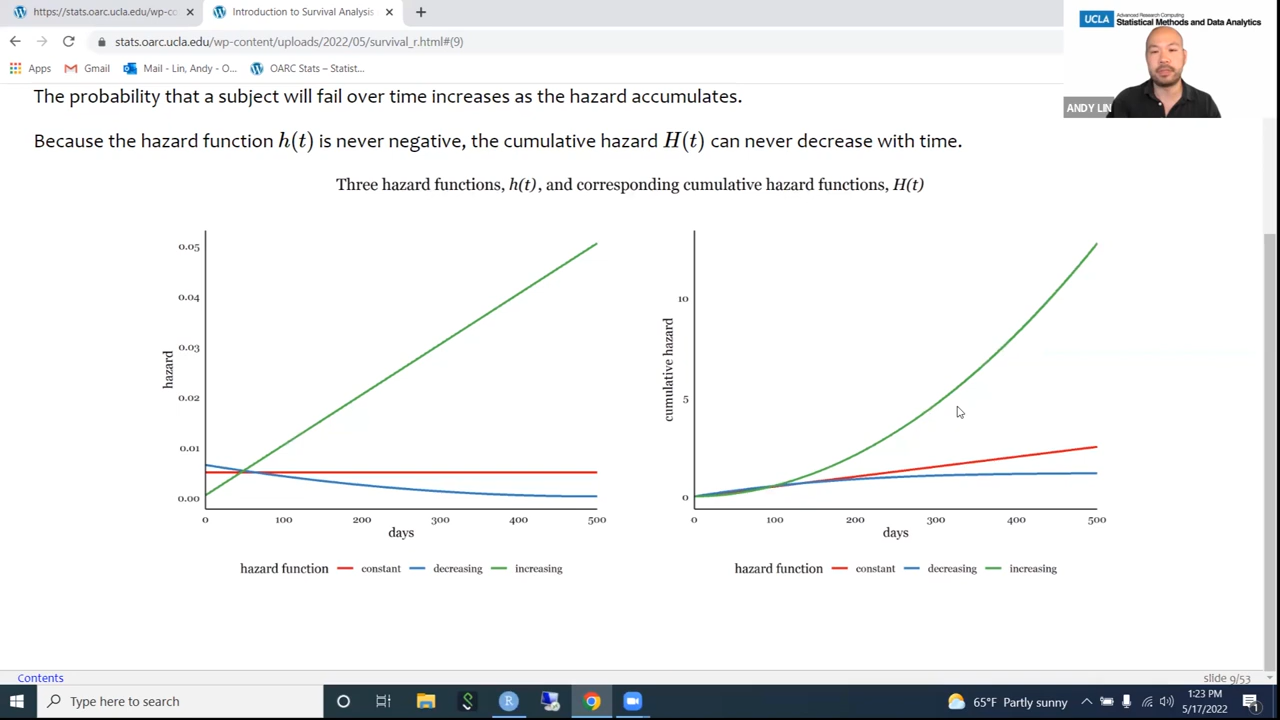 https://stats.oarc.ucla.edu/wp-co
Introduction to Survival Analysis
UCLA
Advanced Research Computing
Statistical Methods and Data Analytics
stats.oarc.ucla.edu/wp-content/uploads/2022/05/survival_r.html#(9)
Apps
Gmail
Mail - Lin, Andy - O...
OARC Stats – Statist...
ANDY LIN
The probability that a subject will fail over time increases as the hazard accumulates.
Because the hazard function h(t) is never negative, the cumulative hazard H(t) can never decrease with time.
Three hazard functions, h(t), and corresponding cumulative hazard functions, H(t)
hazard
0.05
0.04
0.03
0.02
0.01
0.00
0 100 200 300 400 500
days
hazard function constant decreasing increasing
cumulative hazard
10
5
0
0 100 200 300 400 500
days
hazard function constant decreasing increasing
Contents
slide 9/53
Type here to search
65°F Partly sunny
1:23 PM
5/17/2022